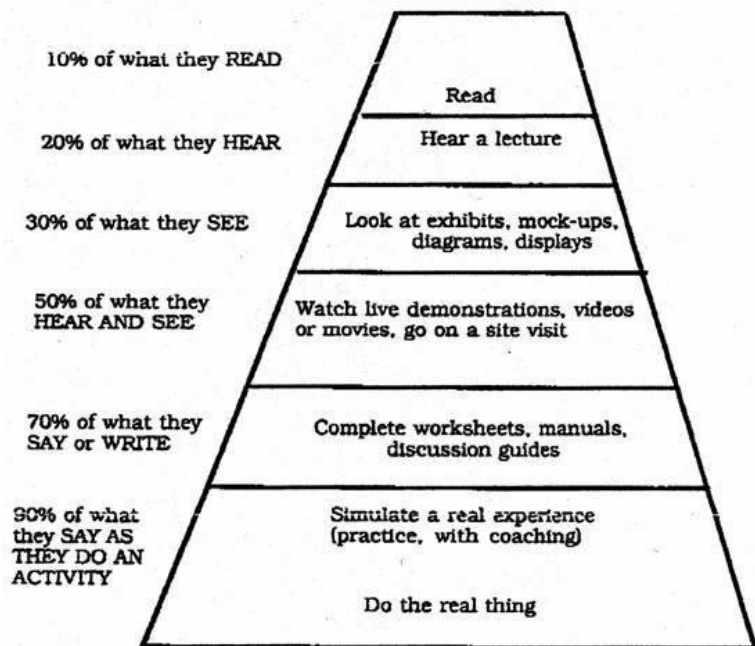 10% of what they READ
Read
20% of what they HEAR
Hear a lecture
30% of what they SEE
Look at exhibits, mock-ups,
diagrams, displays
50% of what they
HEAR AND SEE
Watch live demonstrations, videos
or movies, go on a site visit
70% of what they
SAY or WRITE
Complete worksheets, manuals,
discussion guides
90% of what
they SAY AS
THEY DO AN
ACTIVITY
Simulate a real experience
(practice, with coaching)
Do the real thing